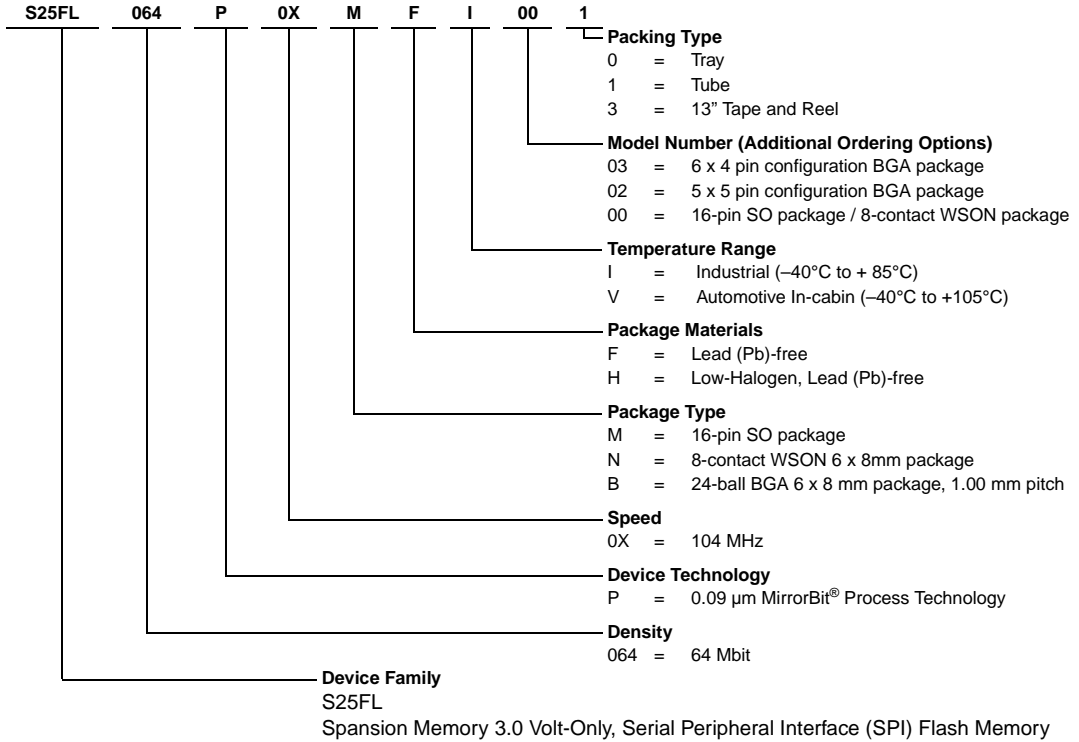 S25FL 064 P 0X M F I 00 1
Packing Type
0 = Tray
1 = Tube
3 = 13” Tape and Reel
Model Number (Additional Ordering Options)
03 = 6 x 4 pin configuration BGA package
02 = 5 x 5 pin configuration BGA package
00 = 16-pin SO package / 8-contact WSON package
Temperature Range
I = Industrial (–40°C to + 85°C)
V = Automotive In-cabin (–40°C to +105°C)
Package Materials
F = Lead (Pb)-free
H = Low-Halogen, Lead (Pb)-free
Package Type
M = 16-pin SO package
N = 8-contact WSON 6 x 8mm package
B = 24-ball BGA 6 x 8 mm package, 1.00 mm pitch
Speed
0X = 104 MHz
Device Technology
P = 0.09 µm MirrorBit® Process Technology
Density
064 = 64 Mbit
Device Family
S25FL
Spansion Memory 3.0 Volt-Only, Serial Peripheral Interface (SPI) Flash Memory